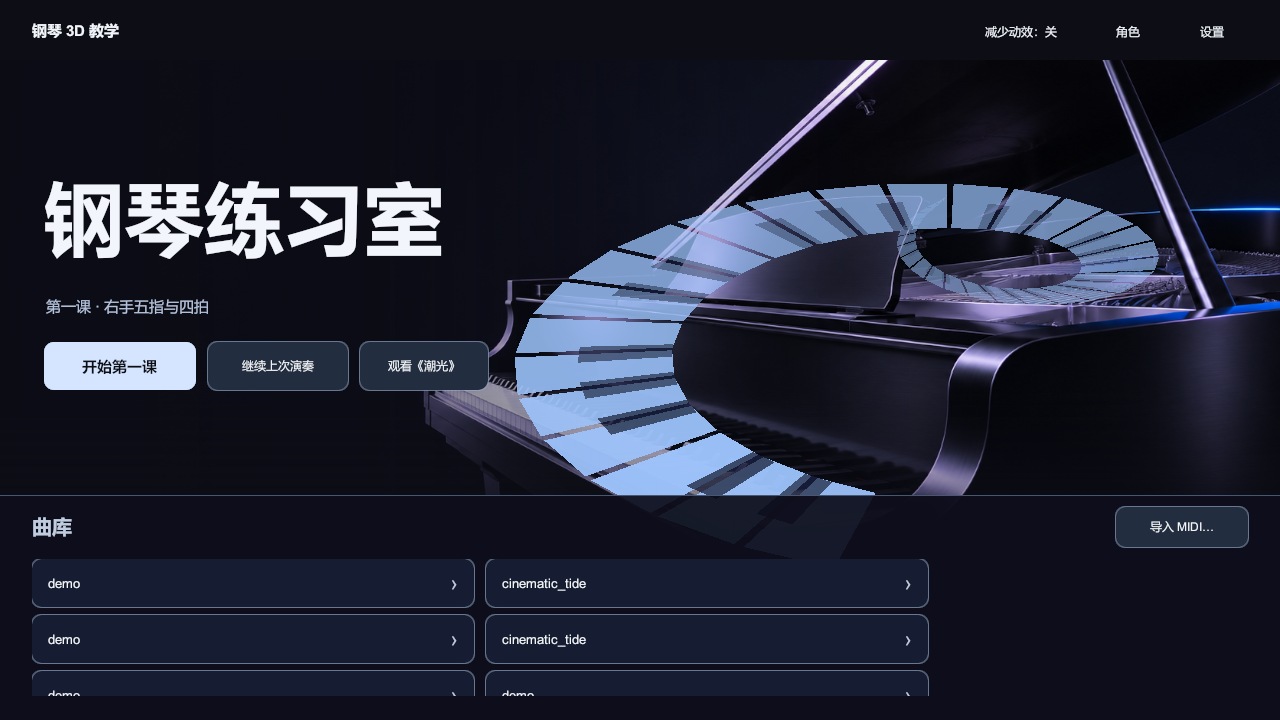 钢琴 3D 教学
减少动效: 关
角色
设置
钢琴练习室
第一课 · 右手五指与四拍
开始第一课
继续上次演奏
观看《潮光》
曲库
导入 MIDI...
demo
cinematic_tide
demo
cinematic_tide
demo
demo